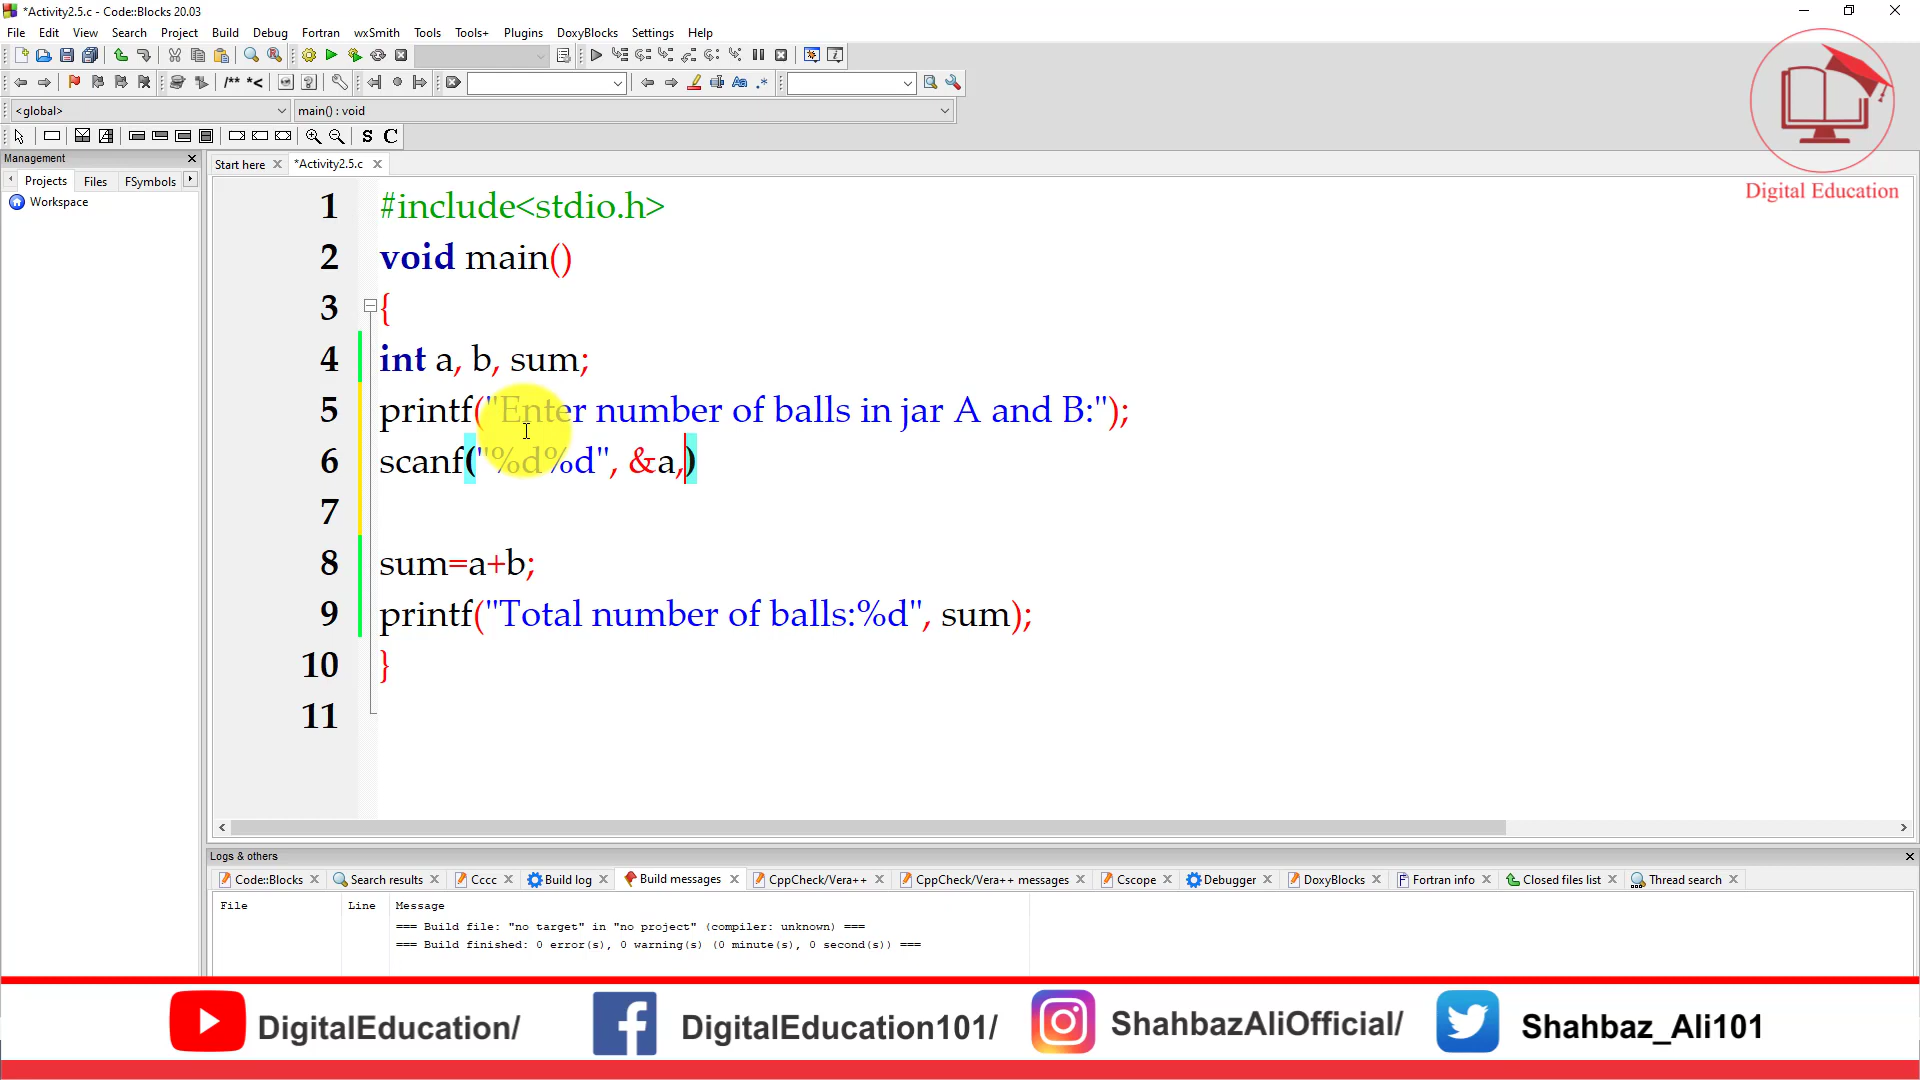 *Activity2.5.c - Code::Blocks 20.03
File Edit View Search Project Build Debug Fortran wxSmith Tools Tools+ Plugins DoxyBlocks Settings Help
/** *<
Aa .*
<global> main() : void
S C
Management
Start here *Activity2.5.c
Projects Files FSymbols
Workspace
Digital Education
1 #include<stdio.h>
2 void main()
3 {
4 int a, b, sum;
5 printf("Enter number of balls in jar A and B:");
6 scanf("%d%d", &a,)
7
8 sum=a+b;
9 printf("Total number of balls:%d", sum);
10 }
11
Logs & others
Code::Blocks Search results Cccc Build log Build messages CppCheck/Vera++ CppCheck/Vera++ messages Cscope Debugger DoxyBlocks Fortran info Closed files list Thread search
File Line Message
=== Build file: "no target" in "no project" (compiler: unknown) ===
=== Build finished: 0 error(s), 0 warning(s) (0 minute(s), 0 second(s)) ===
DigitalEducation/ DigitalEducation101/ ShahbazAliOfficial/ Shahbaz_Ali101